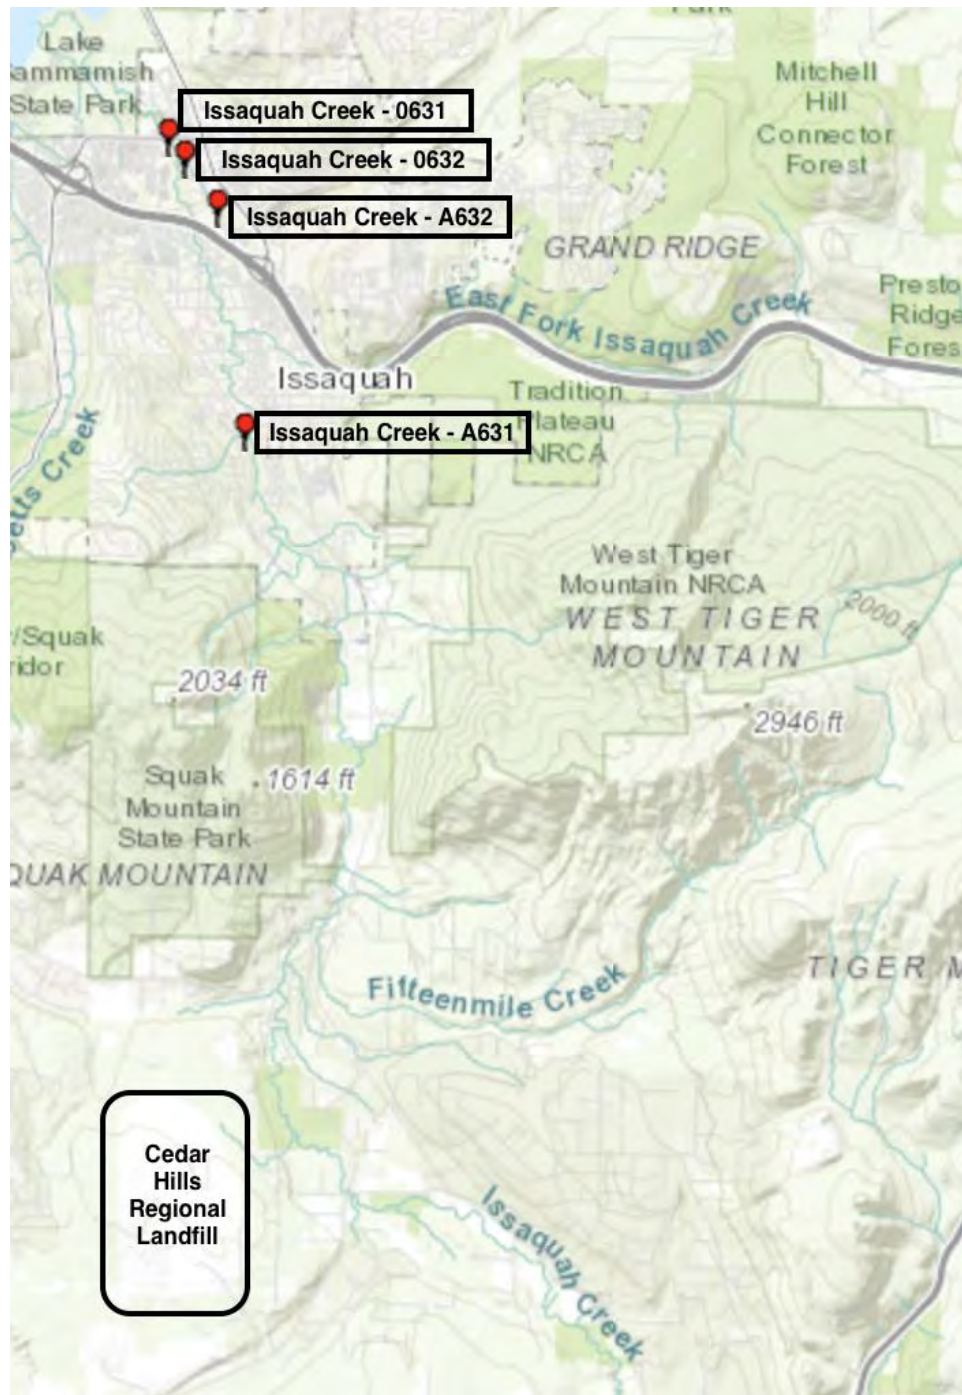 Park
Lake
ammamish
State Park
Mitchell
Hill
Connector
Forest
Issaquah Creek - 0631
Issaquah Creek - 0632
Issaquah Creek - A632
GRAND RIDGE
Presto
Ridge
Fores
East Fork Issaquah Creek
Issaquah
Tradition
Plateau
NRCA
Issaquah Creek - A631
etts Creek
West Tiger
Mountain NRCA
2000 ft
WEST TIGER
MOUNTAIN
/Squak
ridor
2034 ft
2946 ft
1614 ft
Squak
Mountain
State Park
QUAK MOUNTAIN
TIGER M
Fifteenmile Creek
Cedar
Hills
Regional
Landfill
Issaquah Creek